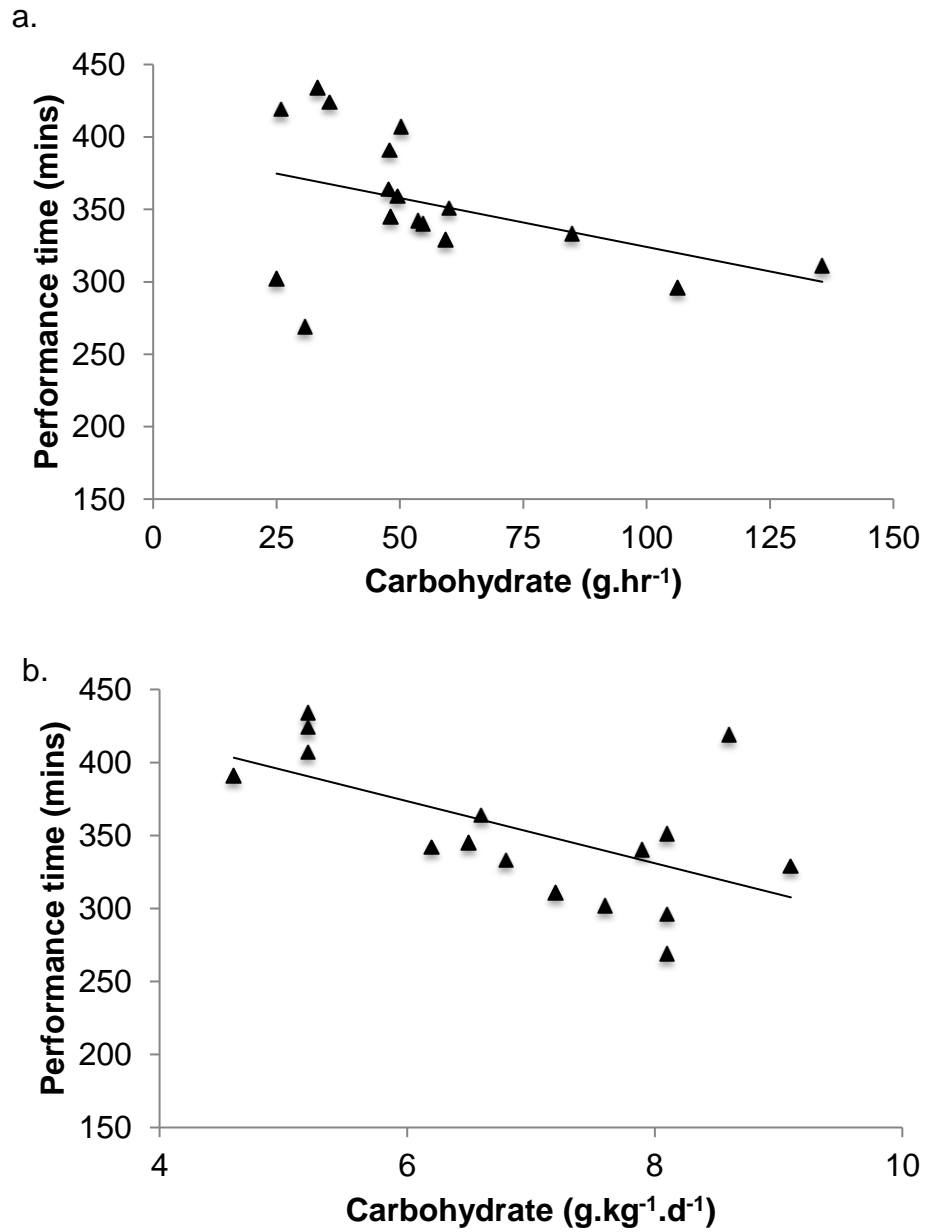 a.
450
400
350
300
250
200
150
Performance time (mins)
0 25 50 75 100 125 150
Carbohydrate (g.hr⁻¹)
b.
450
400
350
300
250
200
150
Performance time (mins)
4 6 8 10
Carbohydrate (g.kg⁻¹.d⁻¹)